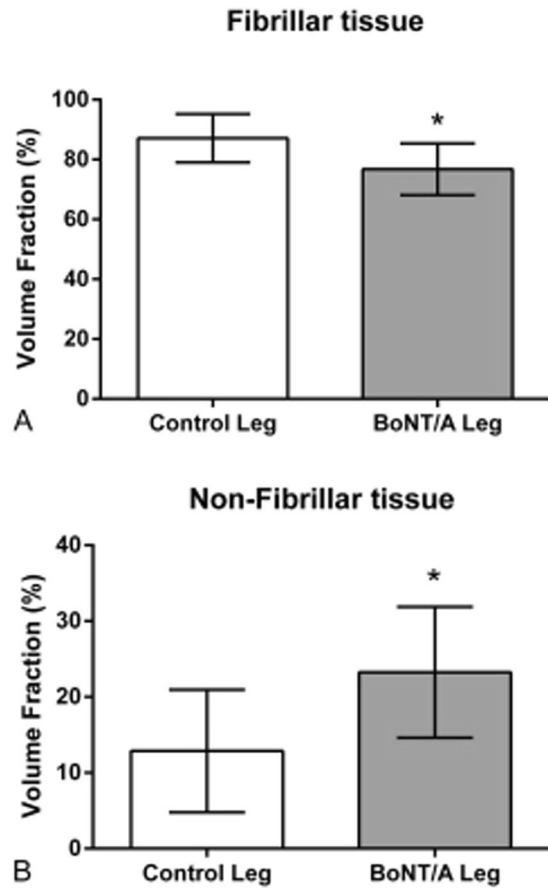 Fibrillar tissue
Volume Fraction (%)
100
80
60
40
20
0
*
A
Control Leg
BoNT/A Leg
Non-Fibrillar tissue
Volume Fraction (%)
40
30
20
10
0
*
B
Control Leg
BoNT/A Leg